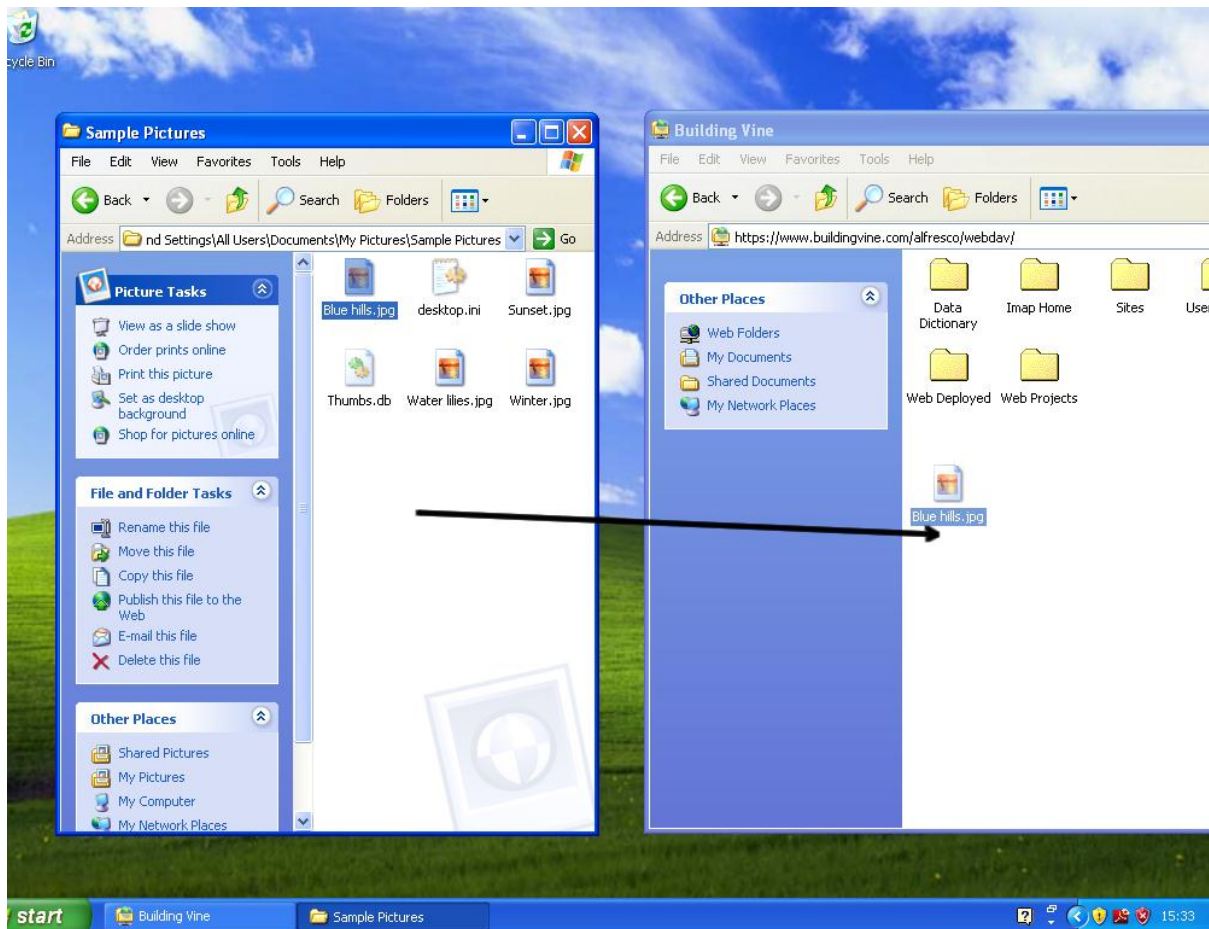 cycle Bin
Sample Pictures
File Edit View Favorites Tools Help
Back Search Folders
Address nd Settings\All Users\Documents\My Pictures\Sample Pictures Go
Picture Tasks
View as a slide show
Order prints online
Print this picture
Set as desktop
background
Shop for pictures online
File and Folder Tasks
Rename this file
Move this file
Copy this file
Publish this file to the
Web
E-mail this file
Delete this file
Other Places
Shared Pictures
My Pictures
My Computer
My Network Places
Blue hills.jpg desktop.ini Sunset.jpg
Thumbs.db Water lilies.jpg Winter.jpg
Building Vine
File Edit View Favorites Tools Help
Back Search Folders
Address https://www.buildingvine.com/alfresco/webdav/
Other Places
Web Folders
My Documents
Shared Documents
My Network Places
Data
Dictionary
Imap Home Sites Use
Web Deployed Web Projects
Blue hills.jpg
start Building Vine Sample Pictures 15:33